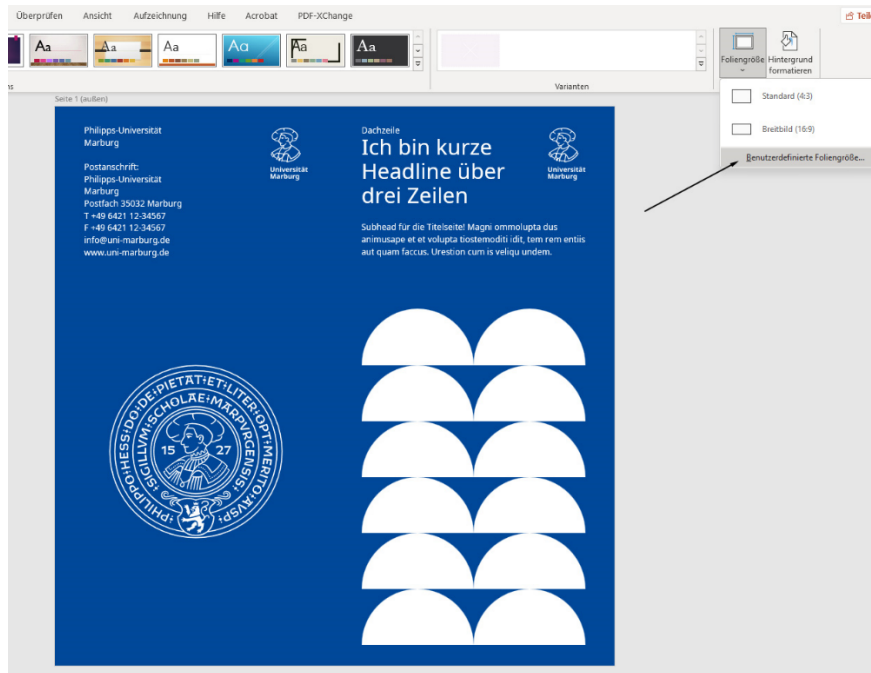 Überprüfen Ansicht Aufzeichnung Hilfe Acrobat PDF-XChange
Aa Aa Aa Aa Aa Aa
Foliengröße Hintergrund
formatieren
Varianten
Standard (4:3)
Breitbild (16:9)
Benutzerdefinierte Foliengröße...
Seite 1 (außen)
Philipps-Universität
Marburg
Postanschrift:
Philipps-Universität
Marburg
Postfach 35032 Marburg
T +49 6421 12-34567
F +49 6421 12-34567
info@uni-marburg.de
www.uni-marburg.de
Universität
Marburg
Dachzeile
Ich bin kurze
Headline über
drei Zeilen
Universität
Marburg
Subhead für die Titelseite! Magni ommolupta dus
animusape et et volupta tiostemoditi idit, tem rem entiis
aut quam faccus. Urestion cum is veliqu undem.
PHILIPPO+HESS+DO+DE+PIETAT+ET+LITER+OPT+MERITO+AVSP+
SIGILLVM+SCHOLAE+MARPVRGENSIS
15 27